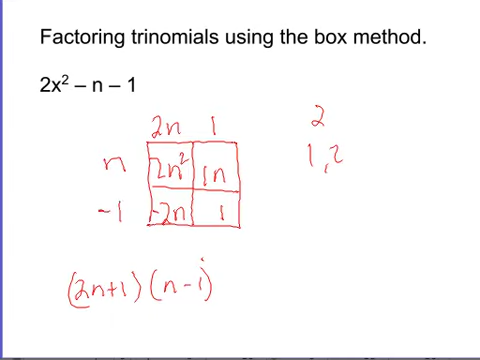 Factoring trinomials using the box method.
2x² – n – 1
2n 1
2
n 2n² 1n
1,2
-1 -2n 1
(2n+1)(n-1)